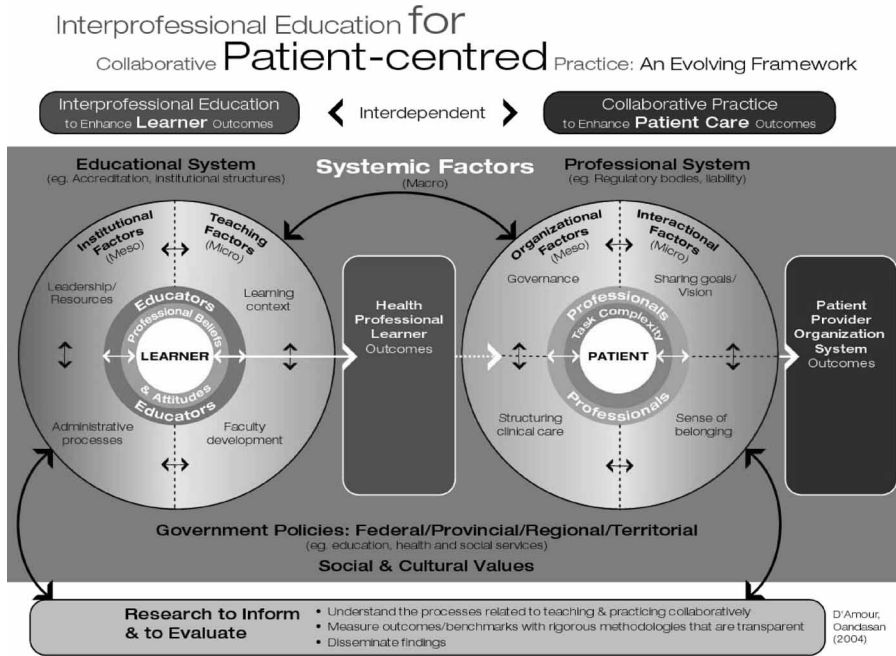 Interprofessional Education for
Collaborative Patient-centred Practice: An Evolving Framework
Interprofessional Education
to Enhance Learner Outcomes
Interdependent
Collaborative Practice
to Enhance Patient Care Outcomes
Educational System
(eg. Accreditation, institutional structures)
Systemic Factors
(Macro)
Professional System
(eg. Regulatory bodies, liability)
Institutional
Factors
(Meso)
Teaching
Factors
(Micro)
Leadership/
Resources
Learning
context
Educators
Professional Beliefs
LEARNER
& Attitudes
Educators
Administrative
processes
Faculty
development
Health
Professional
Learner
Outcomes
Organizational
Factors
(Meso)
Interactional
Factors
(Micro)
Governance
Sharing goals/
Vision
Professionals
Task Complexity
PATIENT
Professionals
Structuring
clinical care
Sense of
belonging
Patient
Provider
Organization
System
Outcomes
Government Policies: Federal/Provincial/Regional/Territorial
(eg. education, health and social services)
Social & Cultural Values
Research to Inform
& to Evaluate
• Understand the processes related to teaching & practicing collaboratively
• Measure outcomes/benchmarks with rigorous methodologies that are transparent
• Disseminate findings
D'Amour,
Oandasan
(2004)